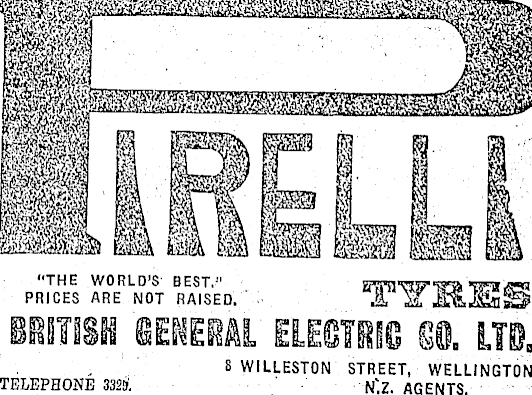 PIRELLI
"THE WORLD'S BEST."
PRICES ARE NOT RAISED.
TYRES
BRITISH GENERAL ELECTRIC CO. LTD.
8 WILLESTON STREET, WELLINGTON
TELEPHONE 3329.
N.Z. AGENTS.